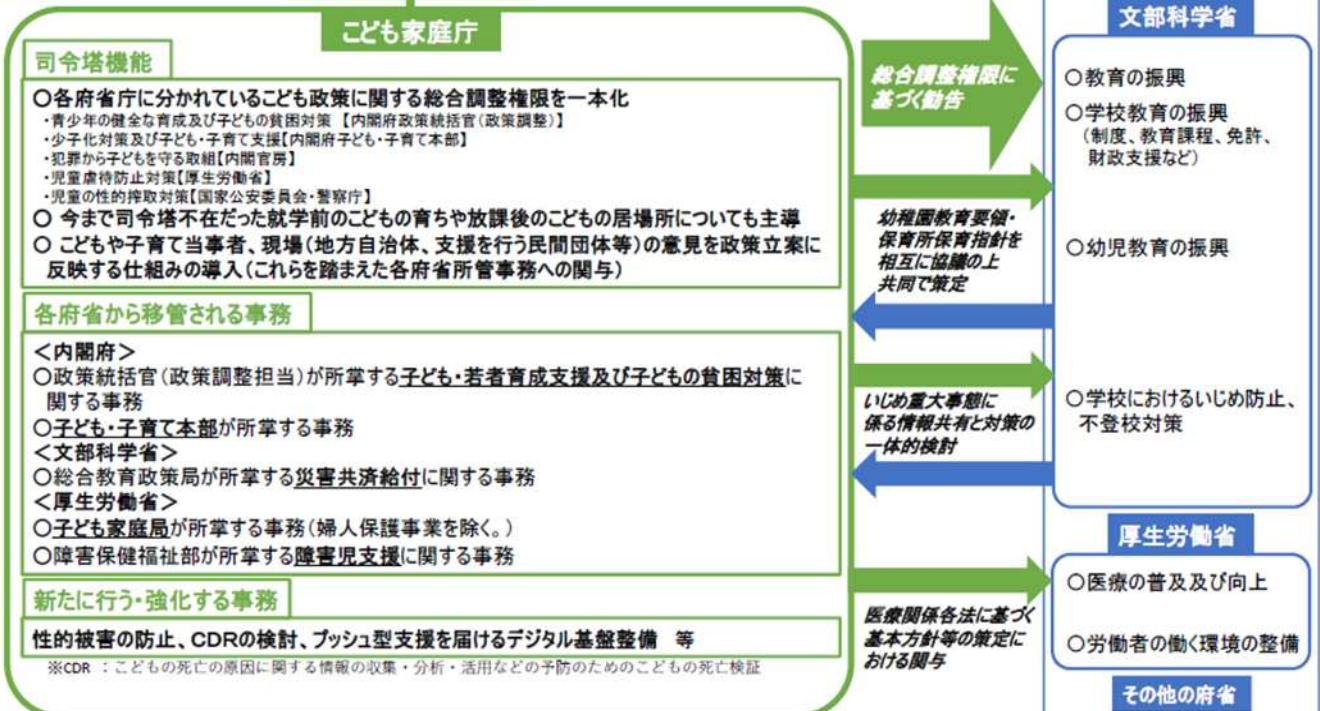 こども家庭庁
司令塔機能
○各府省庁に分かれているこども政策に関する総合調整権限を一本化
・青少年の健全な育成及び子どもの貧困対策 【内閣府政策統括官(政策調整)】
・少子化対策及び子ども・子育て支援【内閣府子ども・子育て本部】
・犯罪から子どもを守る取組【内閣官房】
・児童虐待防止対策【厚生労働省】
・児童の性的搾取対策【国家公安委員会・警察庁】
○ 今まで司令塔不在だった就学前のこどもの育ちや放課後のこどもの居場所についても主導
○ こどもや子育て当事者、現場(地方自治体、支援を行う民間団体等)の意見を政策立案に
反映する仕組みの導入(これらを踏まえた各府省所管事務への関与)
各府省から移管される事務
<内閣府>
○政策統括官(政策調整担当)が所掌する子ども・若者育成支援及び子どもの貧困対策に
関する事務
○子ども・子育て本部が所掌する事務
<文部科学省>
○総合教育政策局が所掌する災害共済給付に関する事務
<厚生労働省>
○子ども家庭局が所掌する事務(婦人保護事業を除く。)
○障害保健福祉部が所掌する障害児支援に関する事務
新たに行う・強化する事務
性的被害の防止、CDRの検討、プッシュ型支援を届けるデジタル基盤整備 等
※CDR :こどもの死亡の原因に関する情報の収集・分析・活用などの予防のためのこどもの死亡検証
総合調整権限に
基づく勧告
幼稚園教育要領・
保育所保育指針を
相互に協議の上
共同で策定
いじめ重大事態に
係る情報共有と対策の
一体的検討
医療関係各法に基づく
基本方針等の策定に
おける関与
文部科学省
○教育の振興
○学校教育の振興
(制度、教育課程、免許、
財政支援など)
○幼児教育の振興
○学校におけるいじめ防止、
不登校対策
厚生労働省
○医療の普及及び向上
○労働者の働く環境の整備
その他の府省